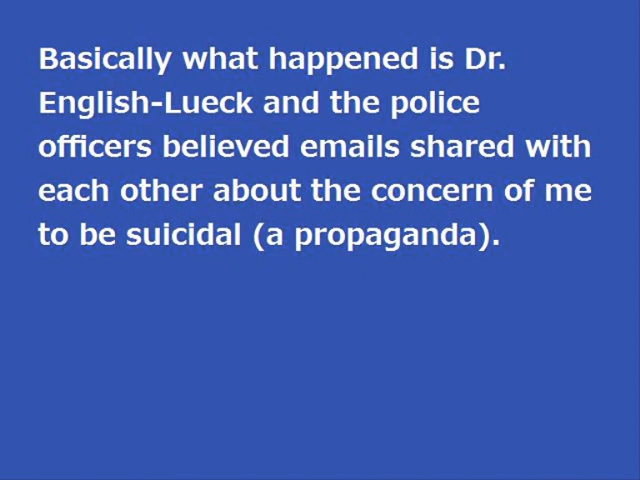 Basically what happened is Dr.
English-Lueck and the police
officers believed emails shared with
each other about the concern of me
to be suicidal (a propaganda).